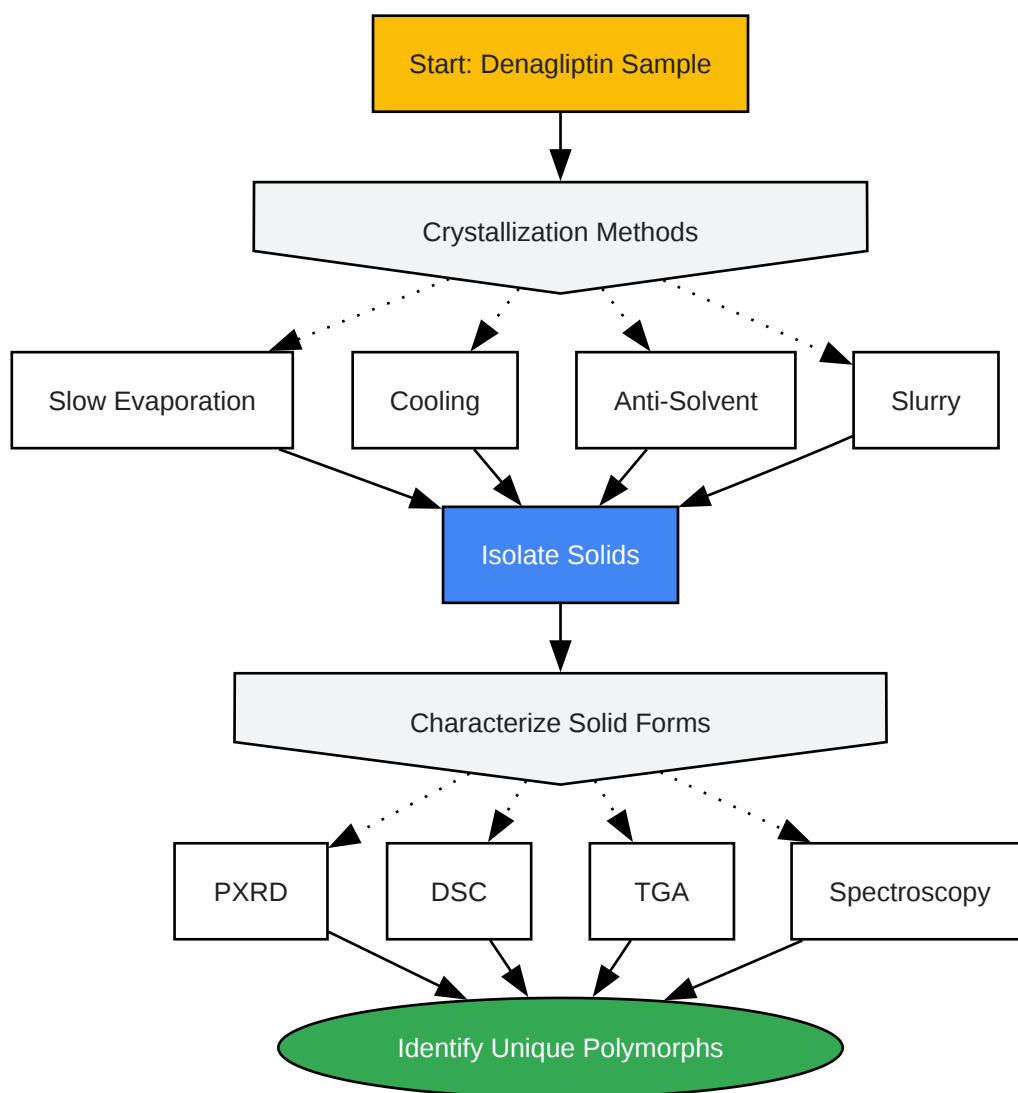 Start: Denagliptin Sample
Crystallization Methods
Slow Evaporation
Cooling
Anti-Solvent
Slurry
Isolate Solids
Characterize Solid Forms
PXRD
DSC
TGA
Spectroscopy
Identify Unique Polymorphs